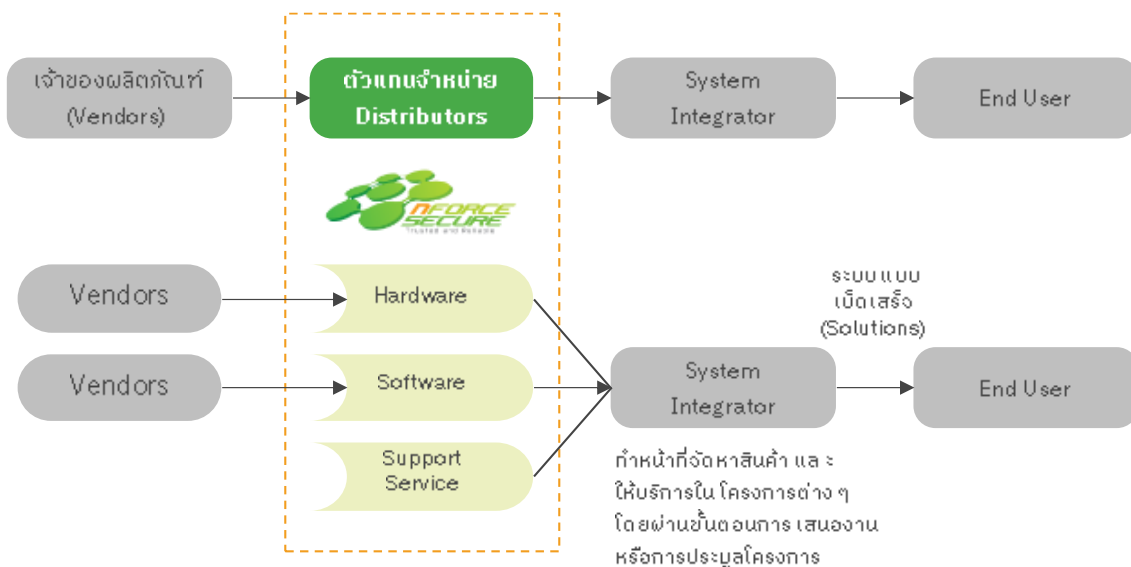 เจ้าของผลิตภัณฑ์
(Vendors)
ตัวแทนจำหน่าย
Distributors
System
Integrator
End User
nFORCE
SECURE
Trusted and Reliable
Vendors
Hardware
ระบบแบบ
เบ็ดเสร็จ
(Solutions)
Vendors
Software
System
Integrator
End User
Support
Service
ทำหน้าที่จัดหาสินค้า และ
ให้บริการในโครงการต่าง ๆ
โดยผ่านขั้นตอนการเสนองาน
หรือการประมูลโครงการ